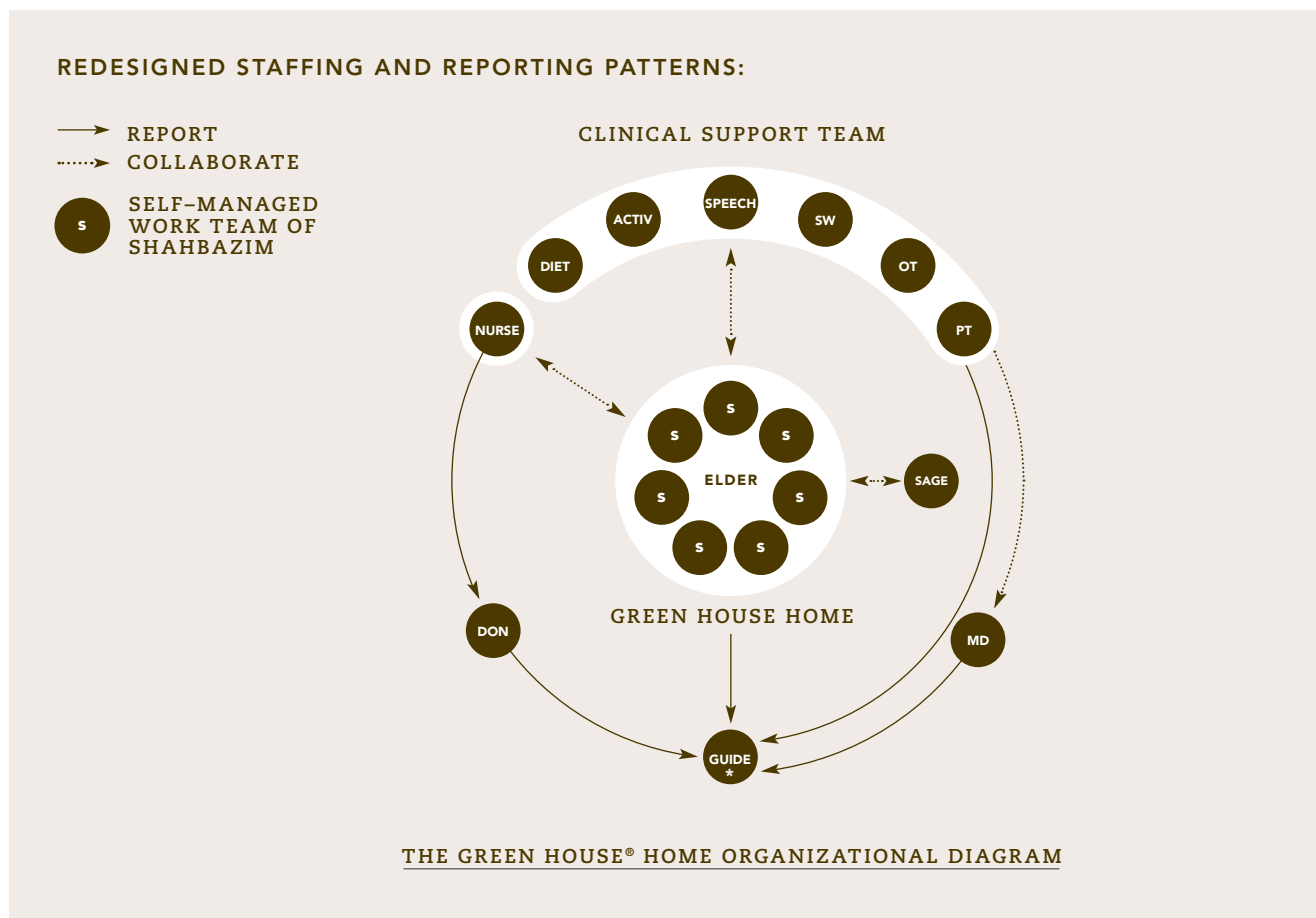 REDESIGNED STAFFING AND REPORTING PATTERNS:
REPORT
COLLABORATE
S
SELF–MANAGED
WORK TEAM OF
SHAHBAZIM
CLINICAL SUPPORT TEAM
SPEECH
ACTIV
SW
DIET
OT
NURSE
PT
S
S
S
ELDER
SAGE
S
S
S
S
GREEN HOUSE HOME
DON
MD
GUIDE
*
THE GREEN HOUSE® HOME ORGANIZATIONAL DIAGRAM